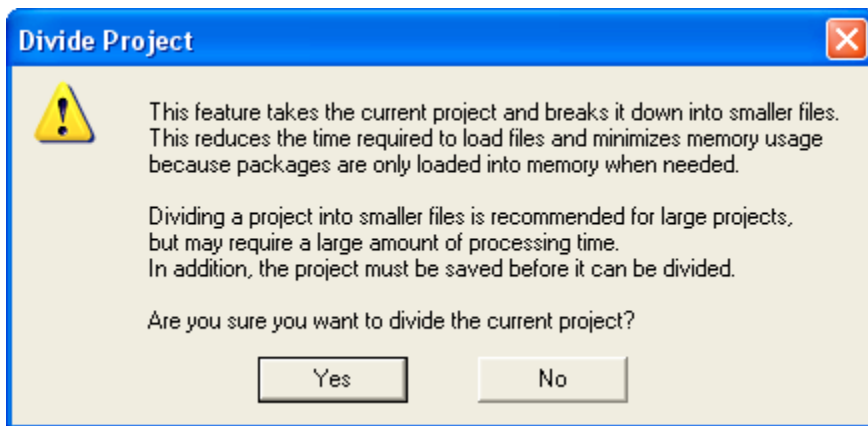 Divide Project
This feature takes the current project and breaks it down into smaller files.
This reduces the time required to load files and minimizes memory usage
because packages are only loaded into memory when needed.
Dividing a project into smaller files is recommended for large projects,
but may require a large amount of processing time.
In addition, the project must be saved before it can be divided.
Are you sure you want to divide the current project?
Yes
No